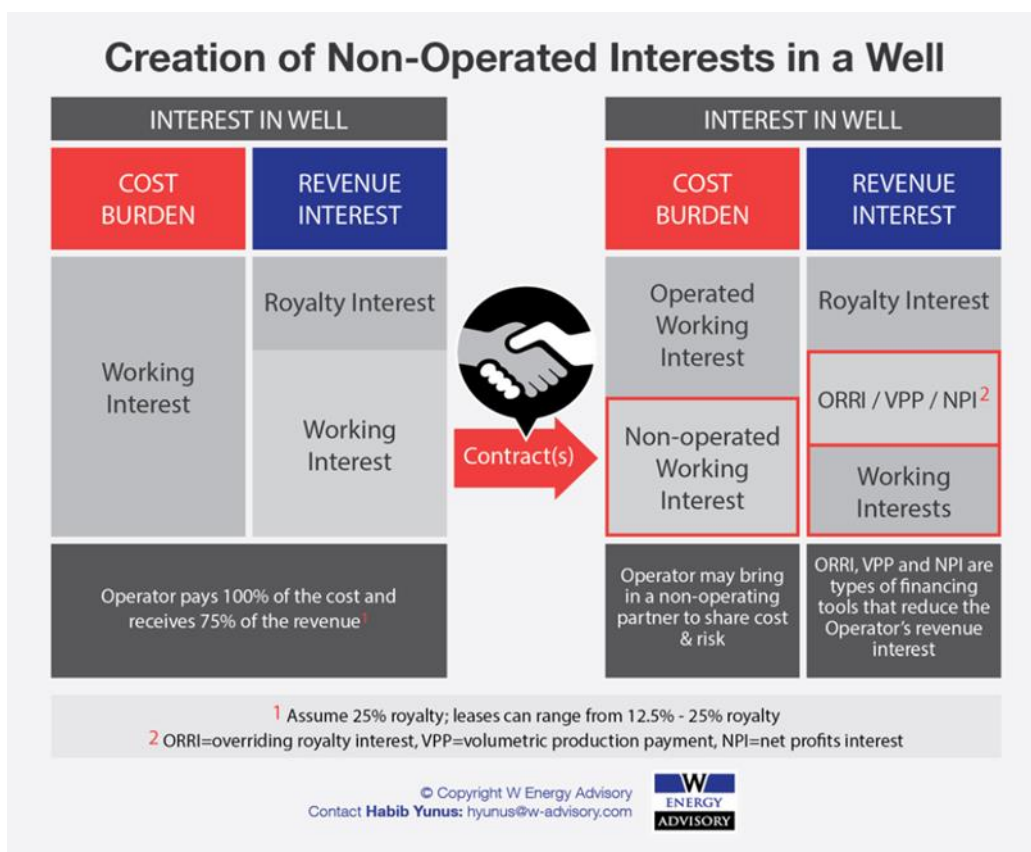 Creation of Non-Operated Interests in a Well
INTEREST IN WELL
COST
BURDEN
REVENUE
INTEREST
Working
Interest
Royalty Interest
Working
Interest
Operator pays 100% of the cost and
receives 75% of the revenue1
Contract(s)
INTEREST IN WELL
COST
BURDEN
REVENUE
INTEREST
Operated
Working
Interest
Non-operated
Working
Interest
Royalty Interest
ORRI / VPP / NPI2
Working
Interests
Operator may bring
in a non-operating
partner to share cost
& risk
ORRI, VPP and NPI are
types of financing
tools that reduce the
Operator's revenue
interest
1 Assume 25% royalty; leases can range from 12.5% - 25% royalty
2 ORRI=overriding royalty interest, VPP=volumetric production payment, NPI=net profits interest
© Copyright W Energy Advisory
Contact Habib Yunus: hyunus@w-advisory.com
W
ENERGY
ADVISORY